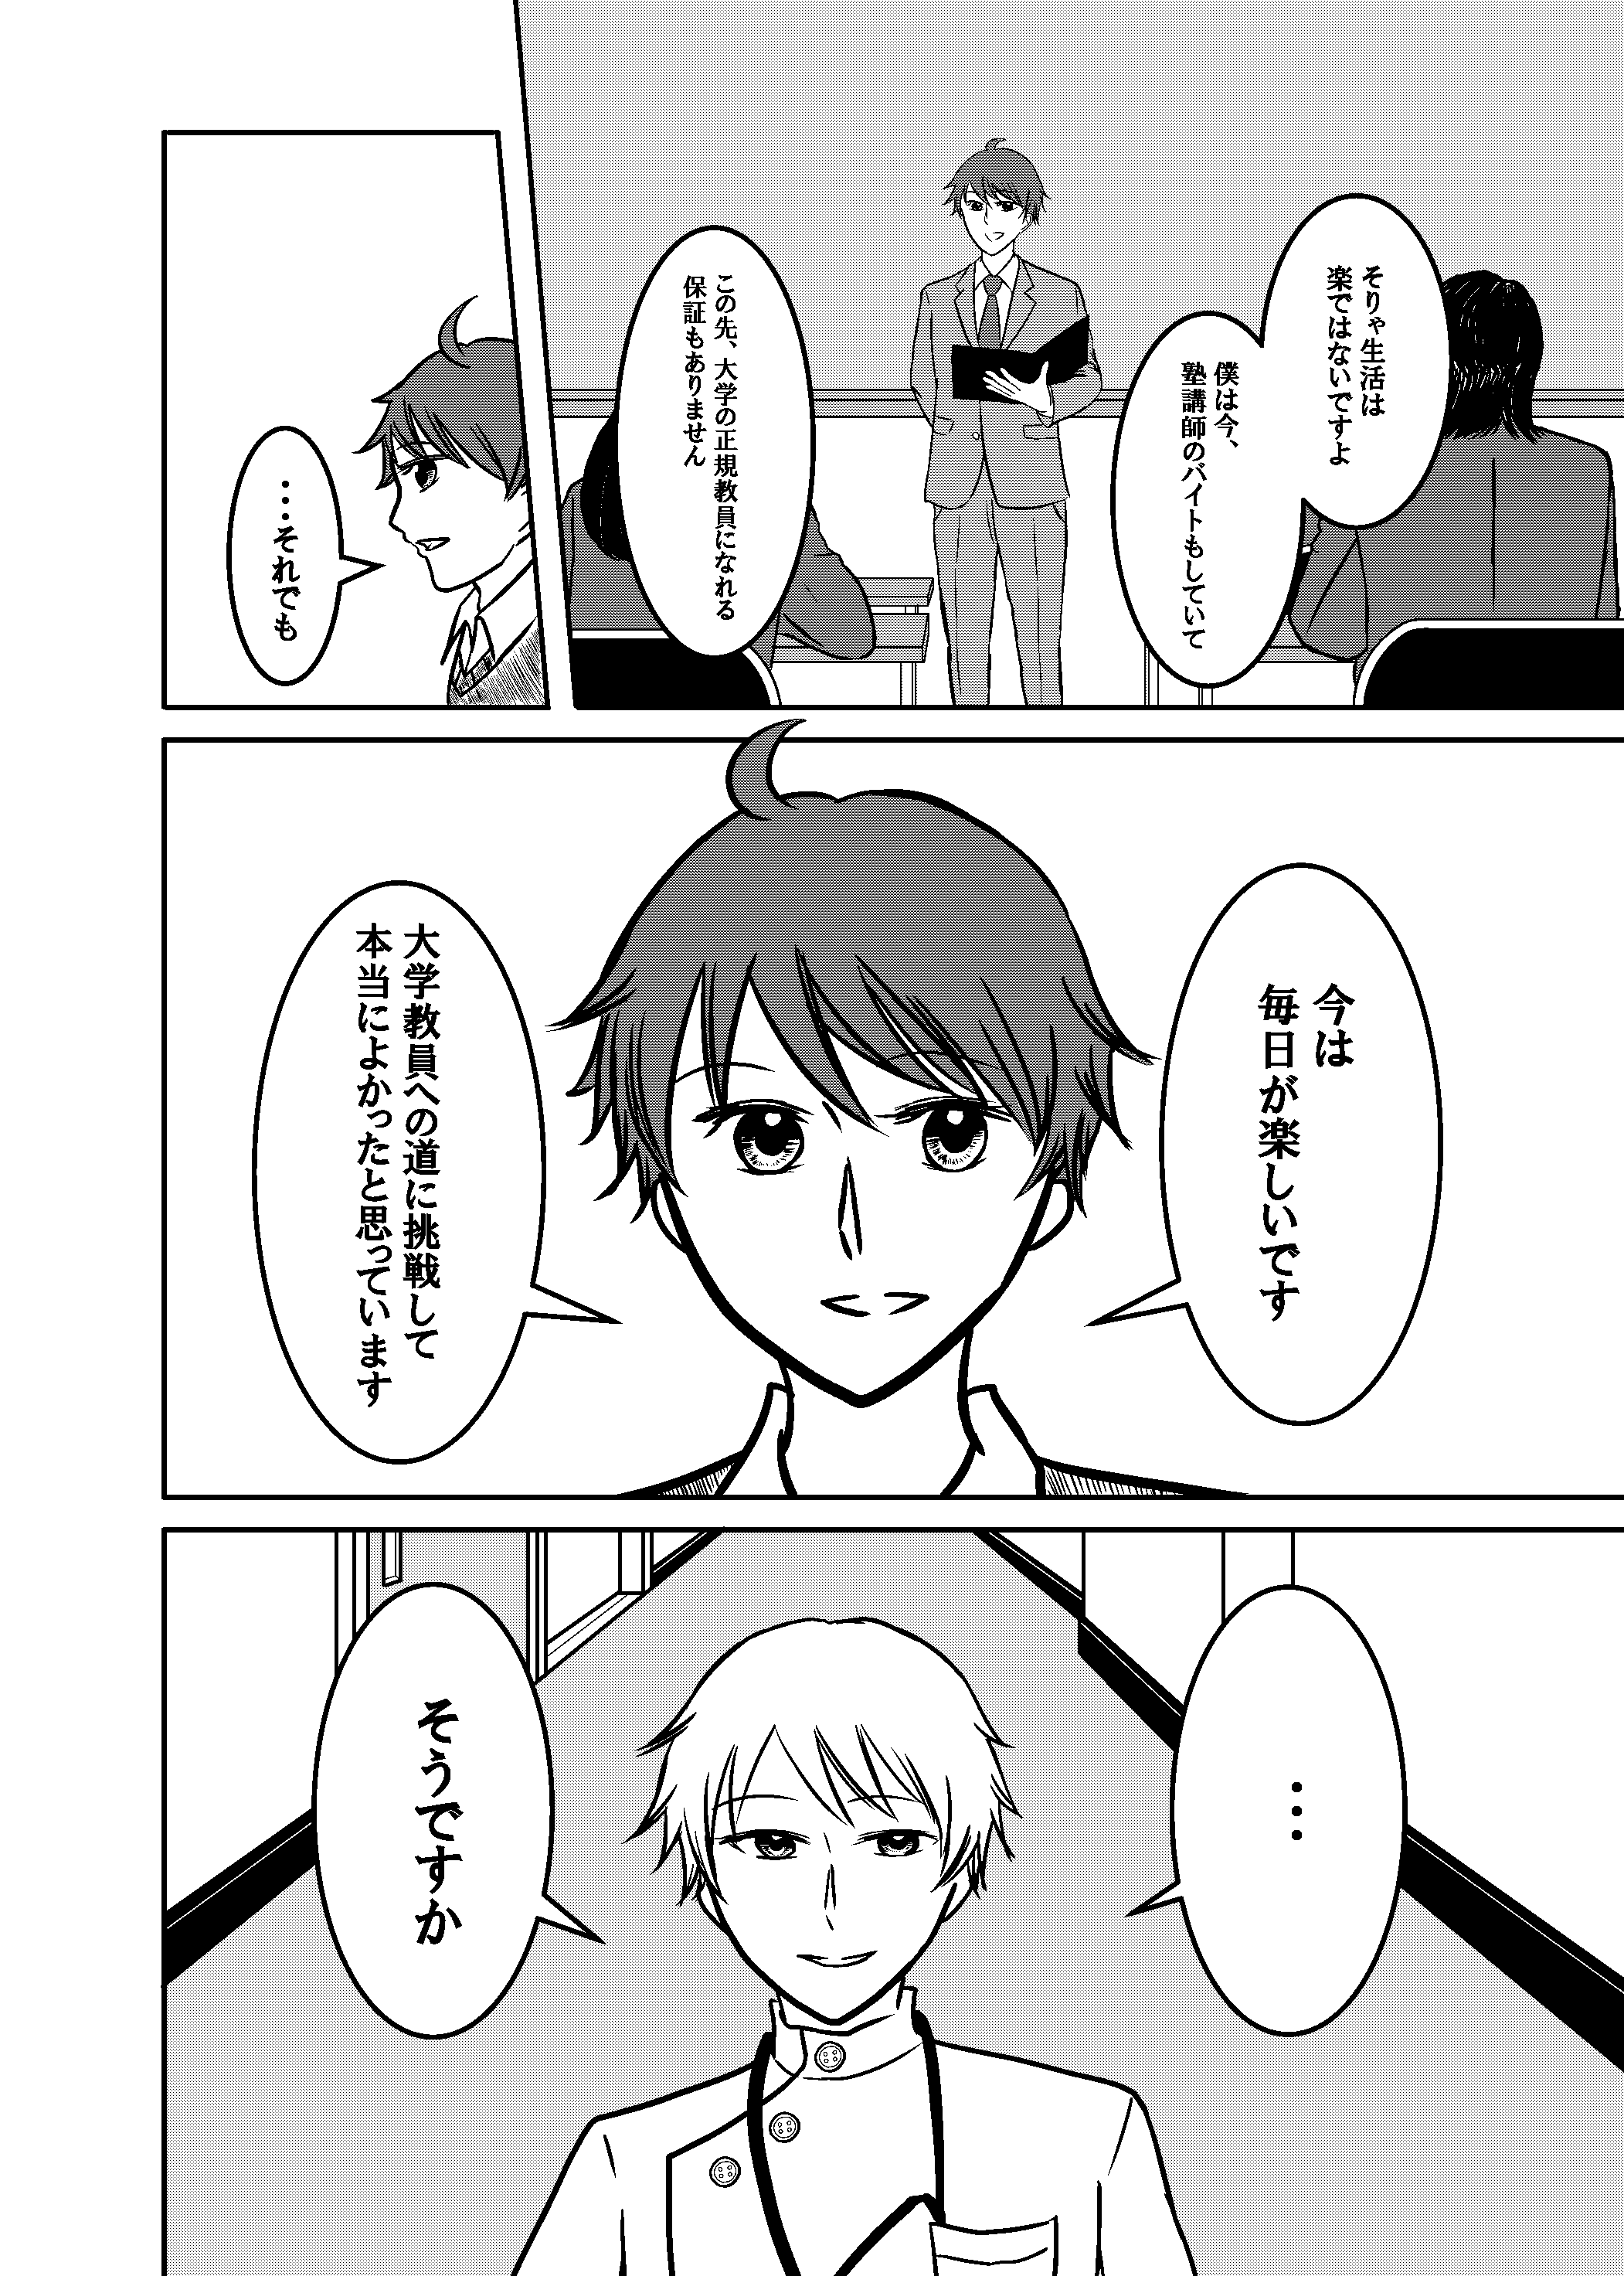 そりゃ生活は
楽ではないですよ
僕は今、
塾講師のバイトもしていて
この先、大学の正規教員になれる
保証もありません
・・・それでも
今は
毎日が楽しいです
大学教員への道に挑戦して
本当によかったと思っています
・・・
そうですか